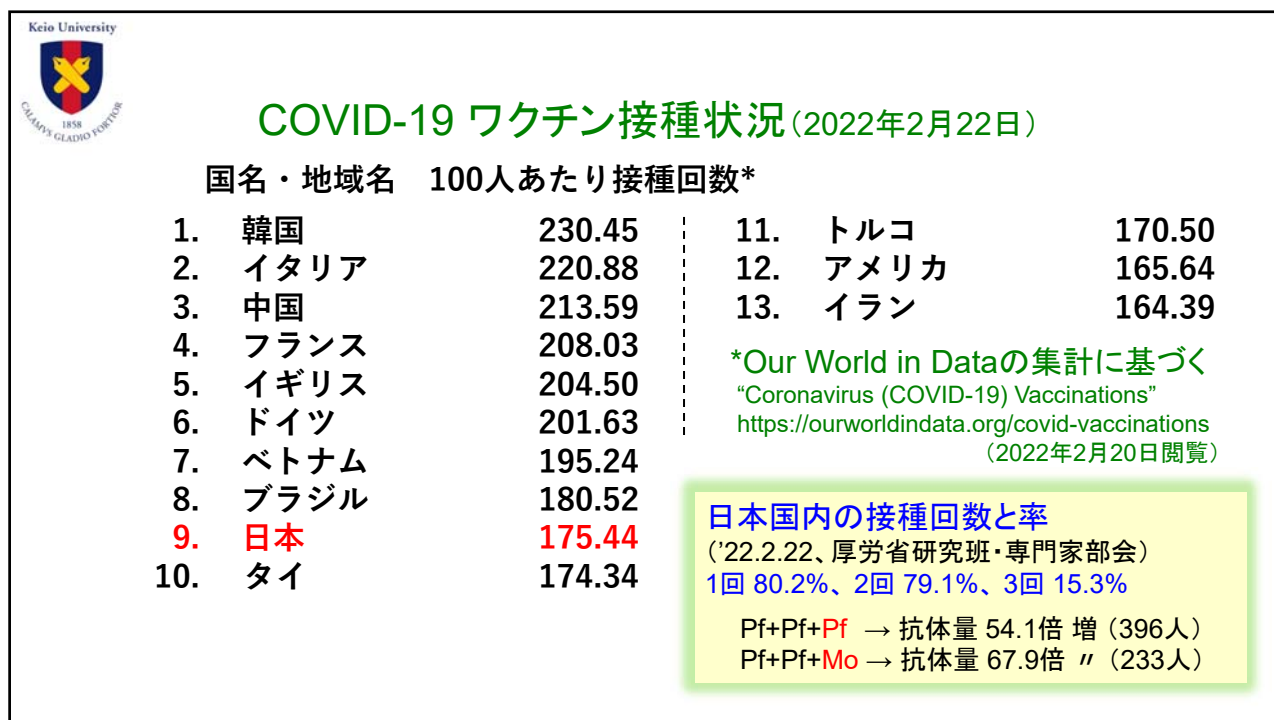 Keio University
1858
CALAMVS GLADIO FORTIOR
COVID-19 ワクチン接種状況(2022年2月22日)
国名・地域名 100人あたり接種回数*
1. 韓国 230.45
2. イタリア 220.88
3. 中国 213.59
4. フランス 208.03
5. イギリス 204.50
6. ドイツ 201.63
7. ベトナム 195.24
8. ブラジル 180.52
9. 日本 175.44
10. タイ 174.34
11. トルコ 170.50
12. アメリカ 165.64
13. イラン 164.39
*Our World in Dataの集計に基づく
“Coronavirus (COVID-19) Vaccinations”
https://ourworldindata.org/covid-vaccinations
(2022年2月20日閲覧)
日本国内の接種回数と率
('22.2.22、厚労省研究班・専門家部会)
1回 80.2%、2回 79.1%、3回 15.3%
Pf+Pf+Pf → 抗体量 54.1倍 増 (396人)
Pf+Pf+Mo → 抗体量 67.9倍 〃 (233人)